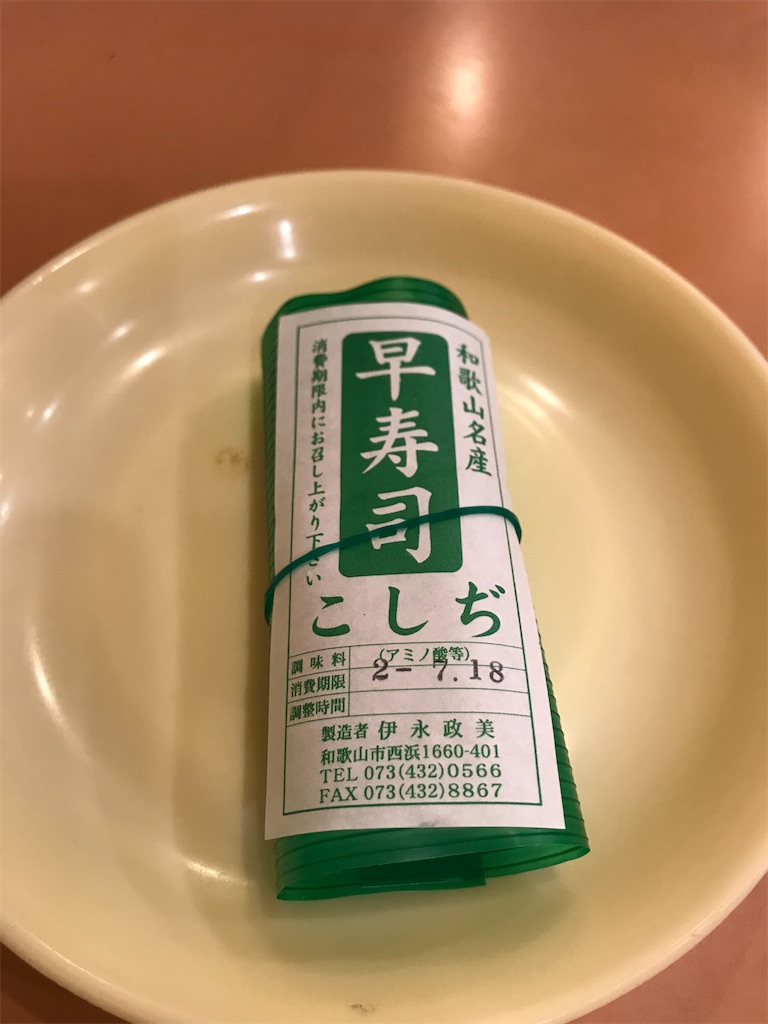 和歌山名産
早寿司
消費期限内にお召し上がり下さい
こしぢ
調味料 (アミノ酸等)
消費期限 2- 7.18
調整時間
製造者 伊永政美
和歌山市西浜1660-401
TEL 073(432)0566
FAX 073(432)8867